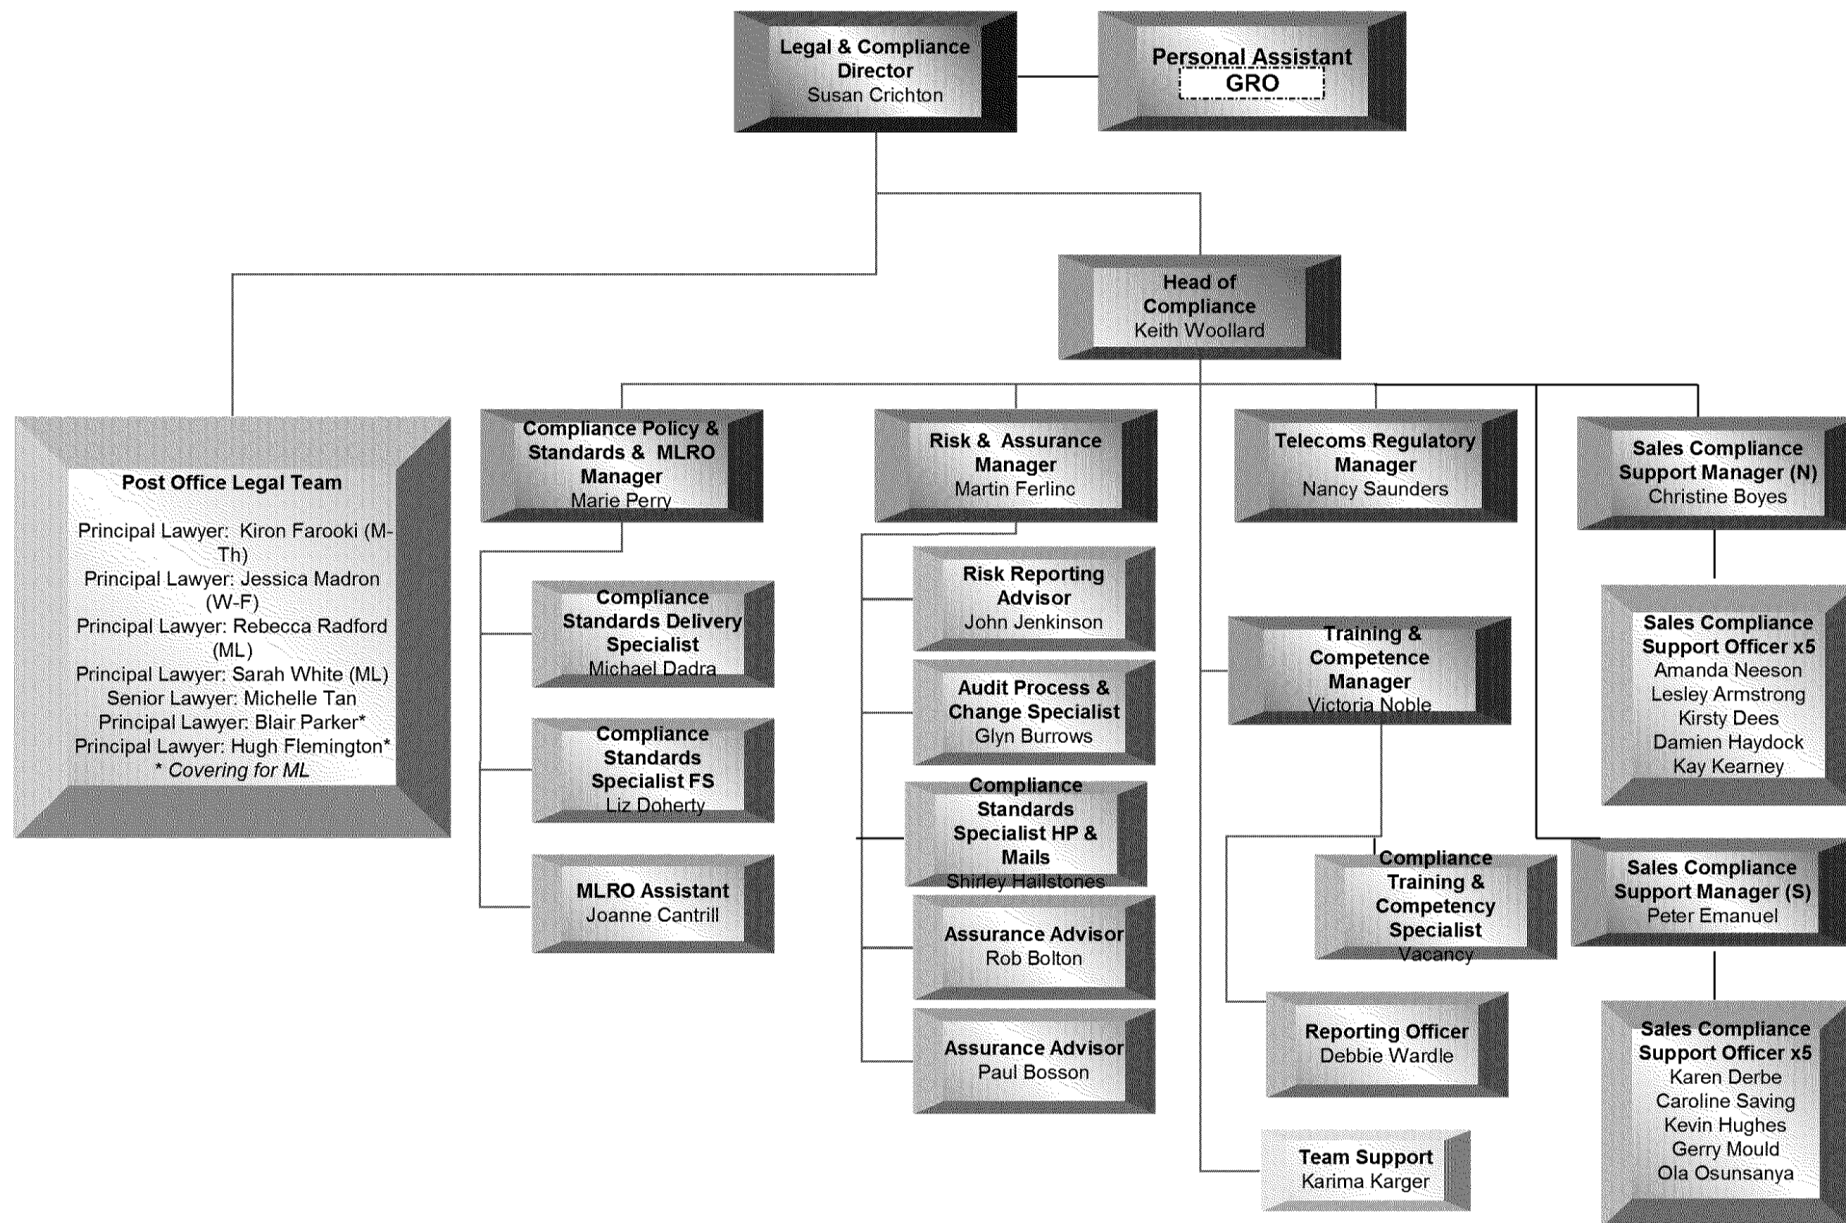 Legal & Compliance
Director
Susan Crichton
Personal Assistant
GRO
Head of
Compliance
Keith Woollard
Post Office Legal Team
Principal Lawyer: Kiron Farooki (M-
Th)
Principal Lawyer: Jessica Madron
(W-F)
Principal Lawyer: Rebecca Radford
(ML)
Principal Lawyer: Sarah White (ML)
Senior Lawyer: Michelle Tan
Principal Lawyer: Blair Parker*
Principal Lawyer: Hugh Flemington*
* Covering for ML
Compliance Policy &
Standards & MLRO
Manager
Marie Perry
Compliance
Standards Delivery
Specialist
Michael Dadra
Compliance
Standards
Specialist FS
Liz Doherty
MLRO Assistant
Joanne Cantrill
Risk & Assurance
Manager
Martin Ferlinc
Risk Reporting
Advisor
John Jenkinson
Audit Process &
Change Specialist
Glyn Burrows
Compliance
Standards
Specialist HP &
Mails
Shirley Hailstones
Assurance Advisor
Rob Bolton
Assurance Advisor
Paul Bosson
Telecoms Regulatory
Manager
Nancy Saunders
Training &
Competence
Manager
Victoria Noble
Compliance
Training &
Competency
Specialist
Vacancy
Reporting Officer
Debbie Wardle
Team Support
Karima Karger
Sales Compliance
Support Manager (N)
Christine Boyes
Sales Compliance
Support Officer x5
Amanda Neeson
Lesley Armstrong
Kirsty Dees
Damien Haydock
Kay Kearney
Sales Compliance
Support Manager (S)
Peter Emanuel
Sales Compliance
Support Officer x5
Karen Derbe
Caroline Saving
Kevin Hughes
Gerry Mould
Ola Osunsanya